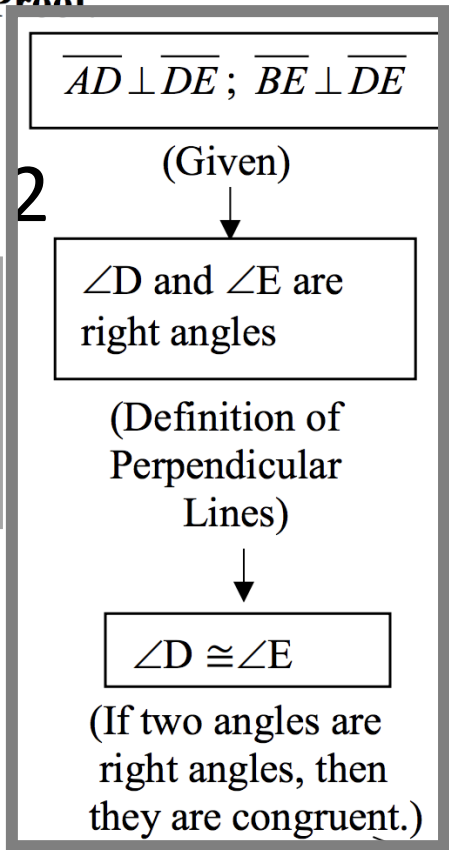 AD ⊥ DE ; BE ⊥ DE
(Given)
2
∠D and ∠E are
right angles
(Definition of
Perpendicular
Lines)
∠D ≅ ∠E
(If two angles are
right angles, then
they are congruent.)